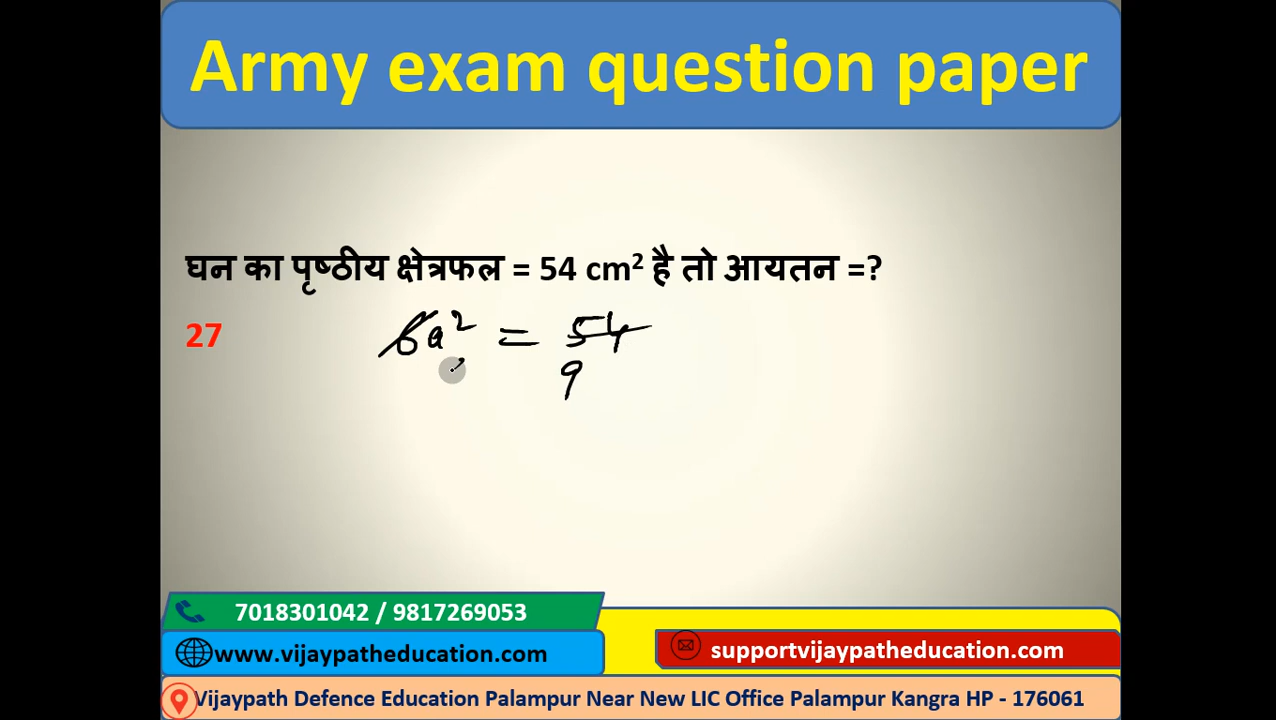 Army exam question paper
घन का पृष्ठीय क्षेत्रफल = 54 cm² है तो आयतन =?
27
6a² = 54
9
7018301042 / 9817269053
www.vijaypatheducation.com
supportvijaypatheducation.com
Vijaypath Defence Education Palampur Near New LIC Office Palampur Kangra HP - 176061